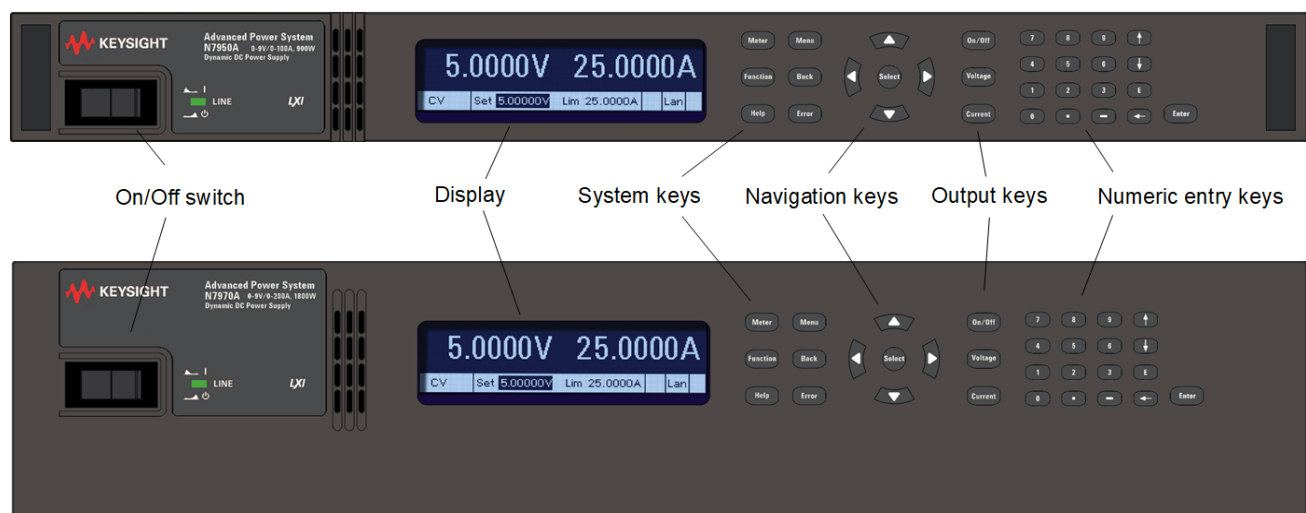 KEYSIGHT
Advanced Power System
N7950A 0-9V/0-100A, 900W
Dynamic DC Power Supply
LINE
LXI
5.0000V 25.0000A
CV Set 5.00000V Lim 25.0000A Lan
Meter Menu
Function Back
Help Error
Select
On/Off
Voltage
Current
7 8 9 ↑
4 5 6 ↓
1 2 3 E
0 . — ← Enter
On/Off switch Display System keys Navigation keys Output keys Numeric entry keys
KEYSIGHT
Advanced Power System
N7970A 0-9V/0-200A, 1800W
Dynamic DC Power Supply
LINE
LXI
5.0000V 25.0000A
CV Set 5.00000V Lim 25.0000A Lan
Meter Menu
Function Back
Help Error
Select
On/Off
Voltage
Current
7 8 9 ↑
4 5 6 ↓
1 2 3 E
0 . — ← Enter